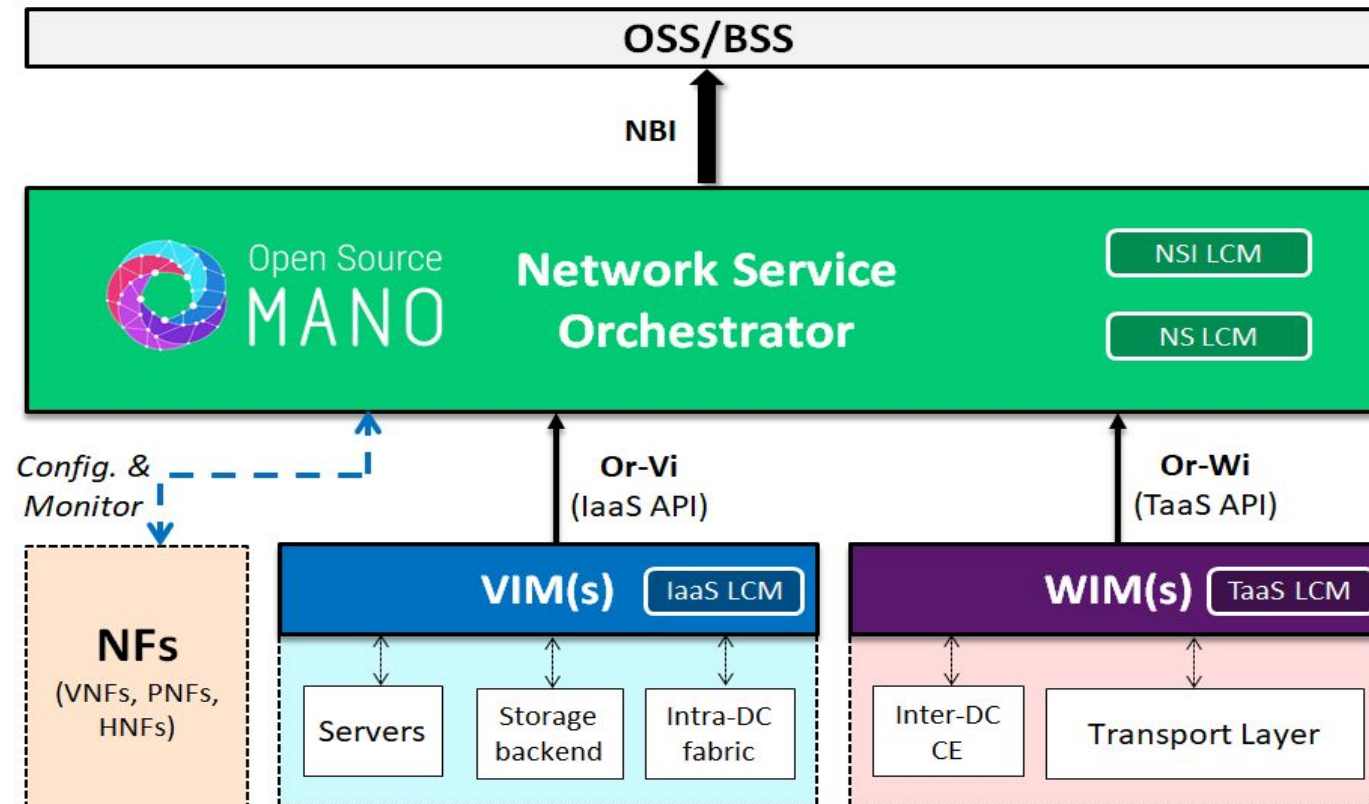 OSS/BSS
NBI
Open Source
MANO
Network Service
Orchestrator
NSI LCM
NS LCM
Config. &
Monitor
Or-Vi
(IaaS API)
Or-Wi
(TaaS API)
NFs
(VNFs, PNFs,
HNFs)
VIM(s)
IaaS LCM
Servers
Storage
backend
Intra-DC
fabric
WIM(s)
TaaS LCM
Inter-DC
CE
Transport Layer